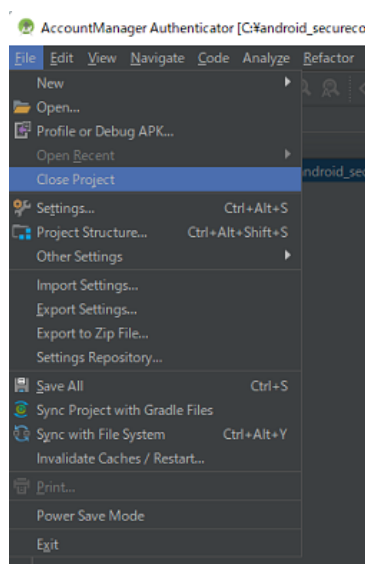 AccountManager Authenticator [C:¥android_secureco
File Edit View Navigate Code Analyze Refactor
New
Open...
Profile or Debug APK...
Open Recent
Close Project
ndroid_sec
Settings... Ctrl+Alt+S
Project Structure... Ctrl+Alt+Shift+S
Other Settings
Import Settings...
Export Settings...
Export to Zip File...
Settings Repository...
Save All Ctrl+S
Sync Project with Gradle Files
Sync with File System Ctrl+Alt+Y
Invalidate Caches / Restart...
Print...
Power Save Mode
Exit